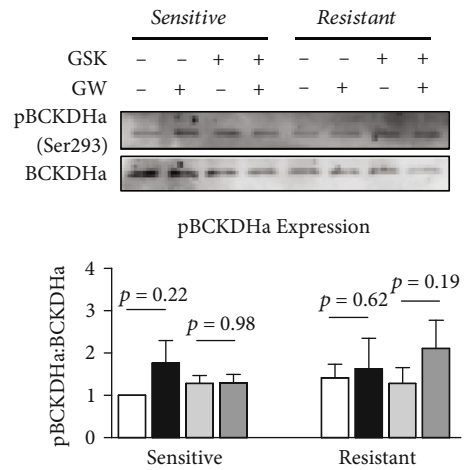 Sensitive Resistant
GSK – – + + – – + +
GW – + – + – + – +
pBCKDHa
(Ser293)
BCKDHa
pBCKDHa Expression
pBCKDHa:BCKDHa
4
3
2
1
0
p = 0.22
p = 0.98
p = 0.62
p = 0.19
Sensitive Resistant